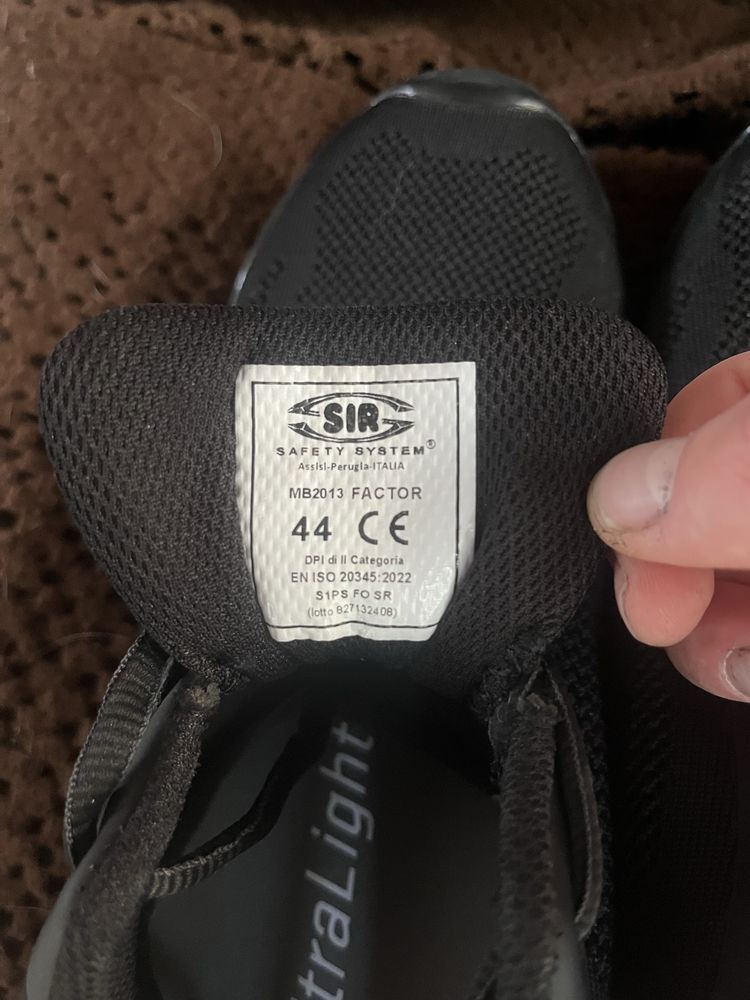 SIR
SAFETY SYSTEM®
Assisi-Perugia-ITALIA
MB2013 FACTOR
44 CE
DPI di II Categoria
EN ISO 20345:2022
S1PS FO SR
(lotto B27132408)
traLight